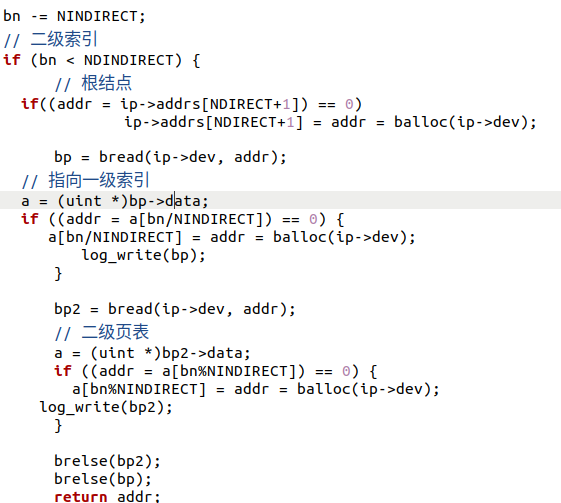 bn -= NINDIRECT;
// 二级索引
if (bn < NDINDIRECT) {
// 根结点
if((addr = ip->addrs[NDIRECT+1]) == 0)
ip->addrs[NDIRECT+1] = addr = balloc(ip->dev);
bp = bread(ip->dev, addr);
// 指向一级索引
a = (uint *)bp->data;
if ((addr = a[bn/NINDIRECT]) == 0) {
a[bn/NINDIRECT] = addr = balloc(ip->dev);
log_write(bp);
}
bp2 = bread(ip->dev, addr);
// 二级页表
a = (uint *)bp2->data;
if ((addr = a[bn%NINDIRECT]) == 0) {
a[bn%NINDIRECT] = addr = balloc(ip->dev);
log_write(bp2);
}
brelse(bp2);
brelse(bp);
return addr;